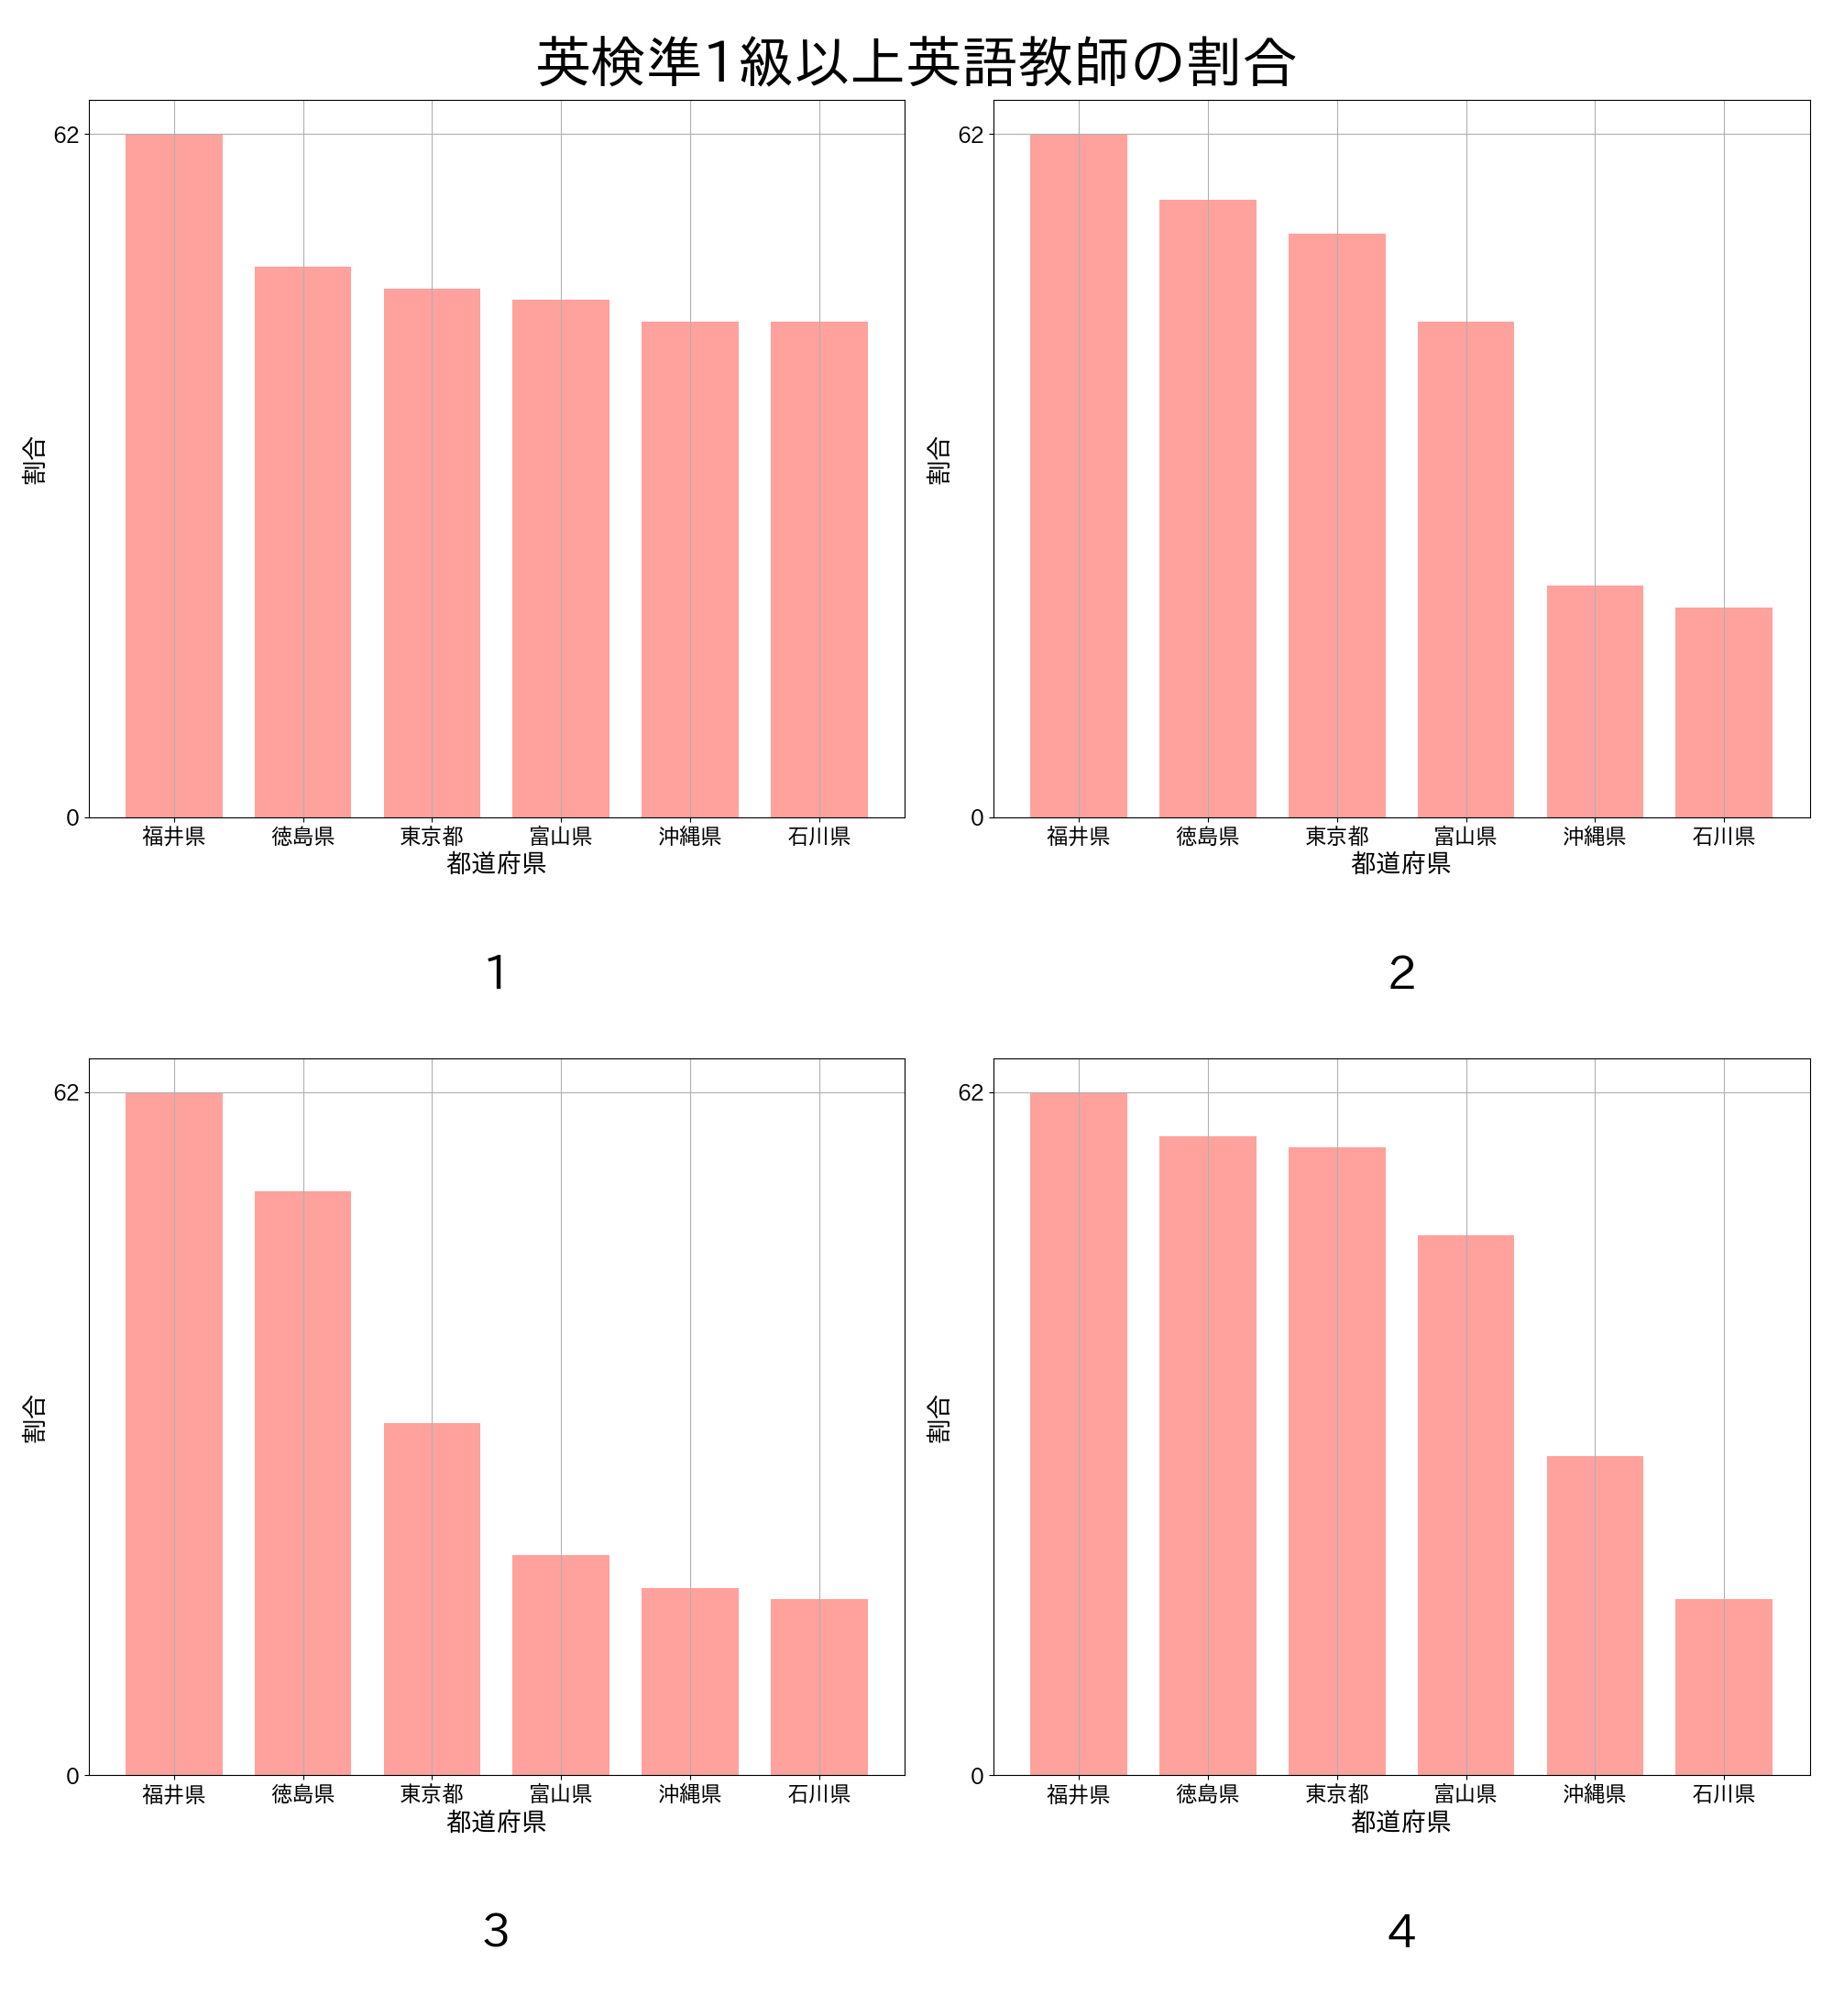 英検準1級以上英語教師の割合
62
0
割合
福井県 徳島県 東京都 富山県 沖縄県 石川県
都道府県
1
62
0
割合
福井県 徳島県 東京都 富山県 沖縄県 石川県
都道府県
2
62
0
割合
福井県 徳島県 東京都 富山県 沖縄県 石川県
都道府県
3
62
0
割合
福井県 徳島県 東京都 富山県 沖縄県 石川県
都道府県
4